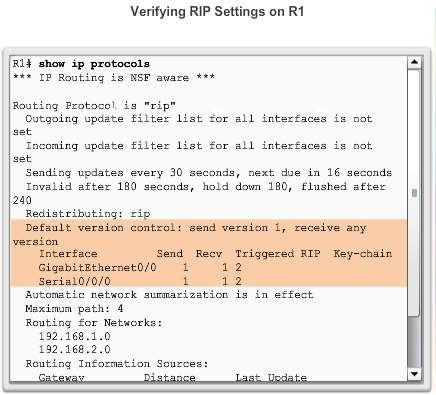 Verifying RIP Settings on R1
R1# show ip protocols
*** IP Routing is NSF aware ***
Routing Protocol is "rip"
Outgoing update filter list for all interfaces is not
set
Incoming update filter list for all interfaces is not
set
Sending updates every 30 seconds, next due in 16 seconds
Invalid after 180 seconds, hold down 180, flushed after
240
Redistributing: rip
Default version control: send version 1, receive any
version
Interface Send Recv Triggered RIP Key-chain
GigabitEthernet0/0 1 1 2
Serial0/0/0 1 1 2
Automatic network summarization is in effect
Maximum path: 4
Routing for Networks:
192.168.1.0
192.168.2.0
Routing Information Sources:
Gateway Distance Last Update